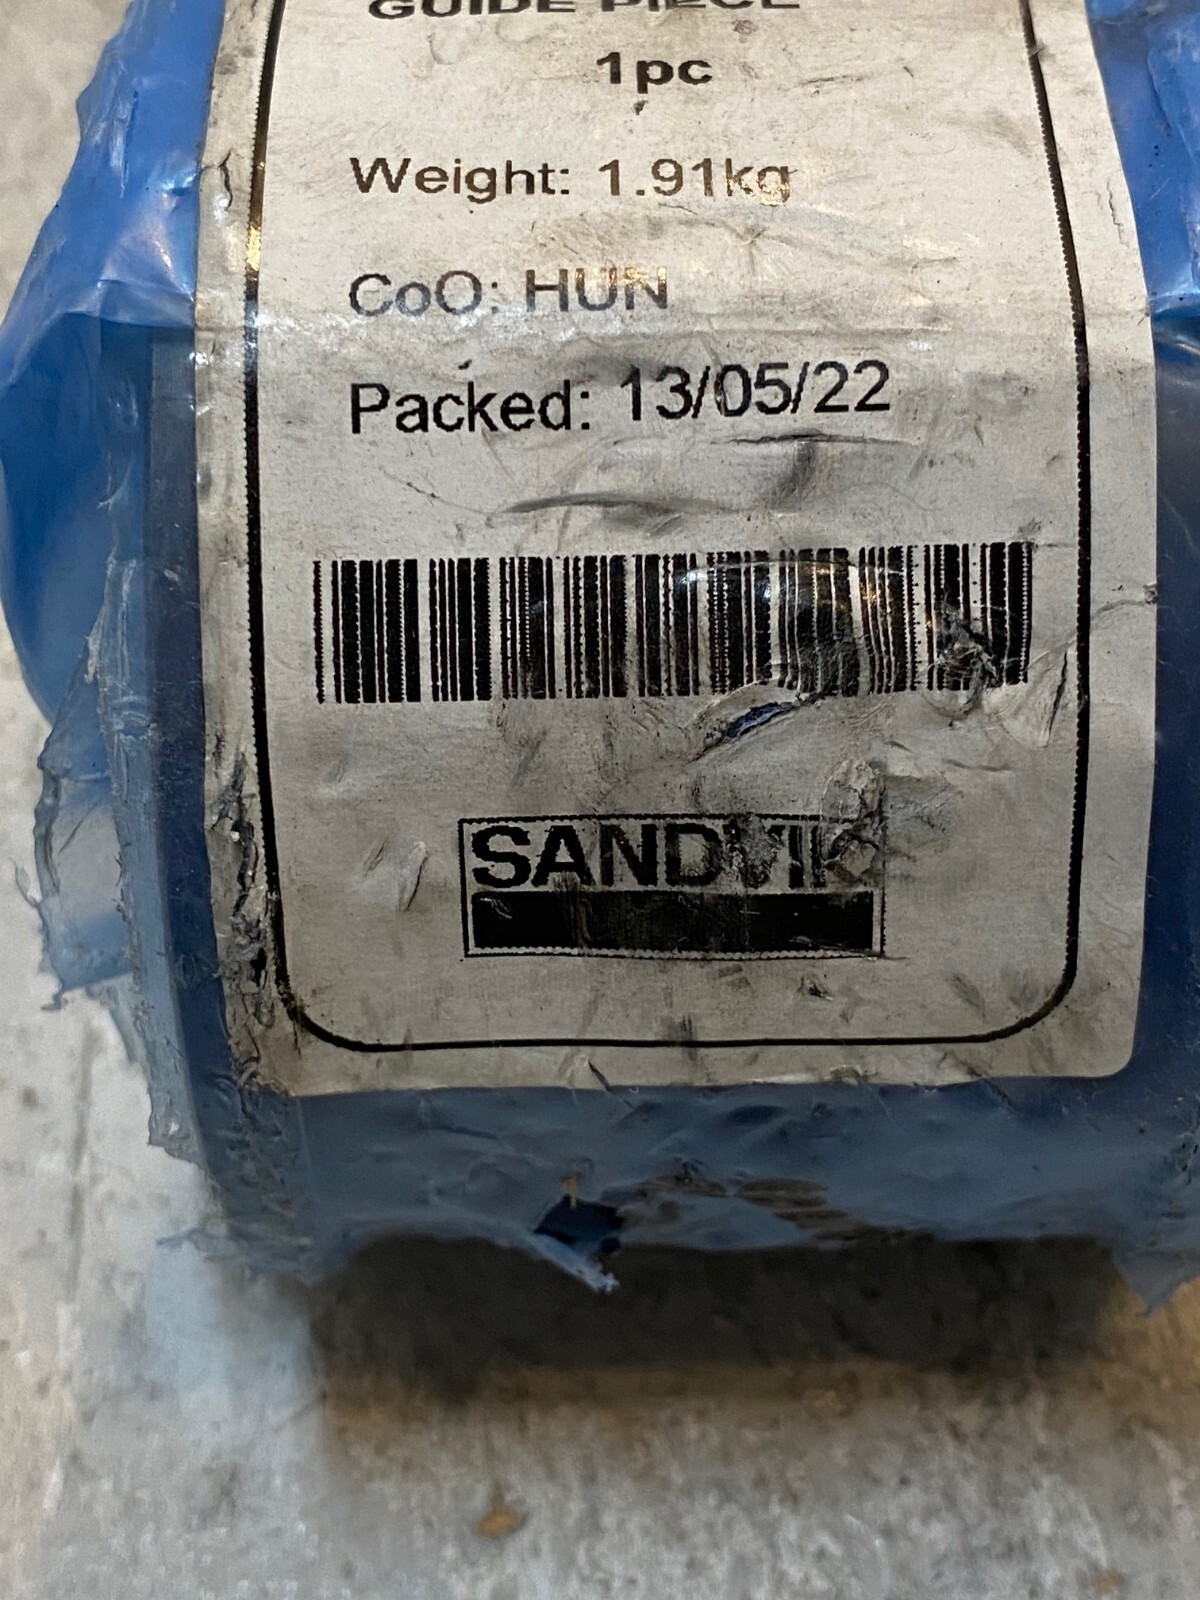 GUIDE PIECE
1pc
Weight: 1.91kg
CoO: HUN
Packed: 13/05/22
SANDVIK